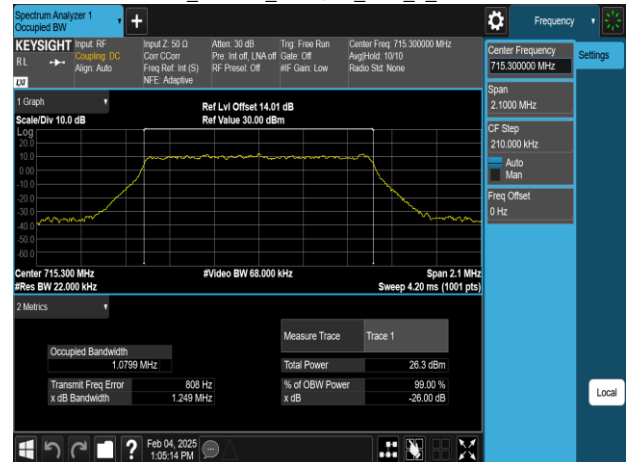 Spectrum Analyzer 1
Occupied BW
Frequency
KEYSIGHT
RL
LXI
Input: RF
Coupling: DC
Align: Auto
Input Z: 50 Ω
Corr CCorr
Freq Ref: Int (S)
NFE: Adaptive
Atten: 30 dB
Pre: Int off, LNA off
RF Presel: Off
Trig: Free Run
Gate: Off
#IF Gain: Low
Center Freq: 715.300000 MHz
Avg|Hold: 10/10
Radio Std: None
Center Frequency
715.300000 MHz
Settings
Span
2.1000 MHz
CF Step
210.000 kHz
Auto
Man
Freq Offset
0 Hz
1 Graph
Scale/Div 10.0 dB
Ref Lvl Offset 14.01 dB
Ref Value 30.00 dBm
Log
20.0
10.0
0.00
-10.0
-20.0
-30.0
-40.0
-50.0
-60.0
Center 715.300 MHz
#Res BW 22.000 kHz
#Video BW 68.000 kHz
Span 2.1 MHz
Sweep 4.20 ms (1001 pts)
2 Metrics
Measure Trace
Trace 1
Occupied Bandwidth
1.0799 MHz
Total Power
26.3 dBm
Transmit Freq Error
808 Hz
% of OBW Power
99.00 %
x dB Bandwidth
1.249 MHz
x dB
-26.00 dB
Local
?
Feb 04, 2025
1:05:14 PM